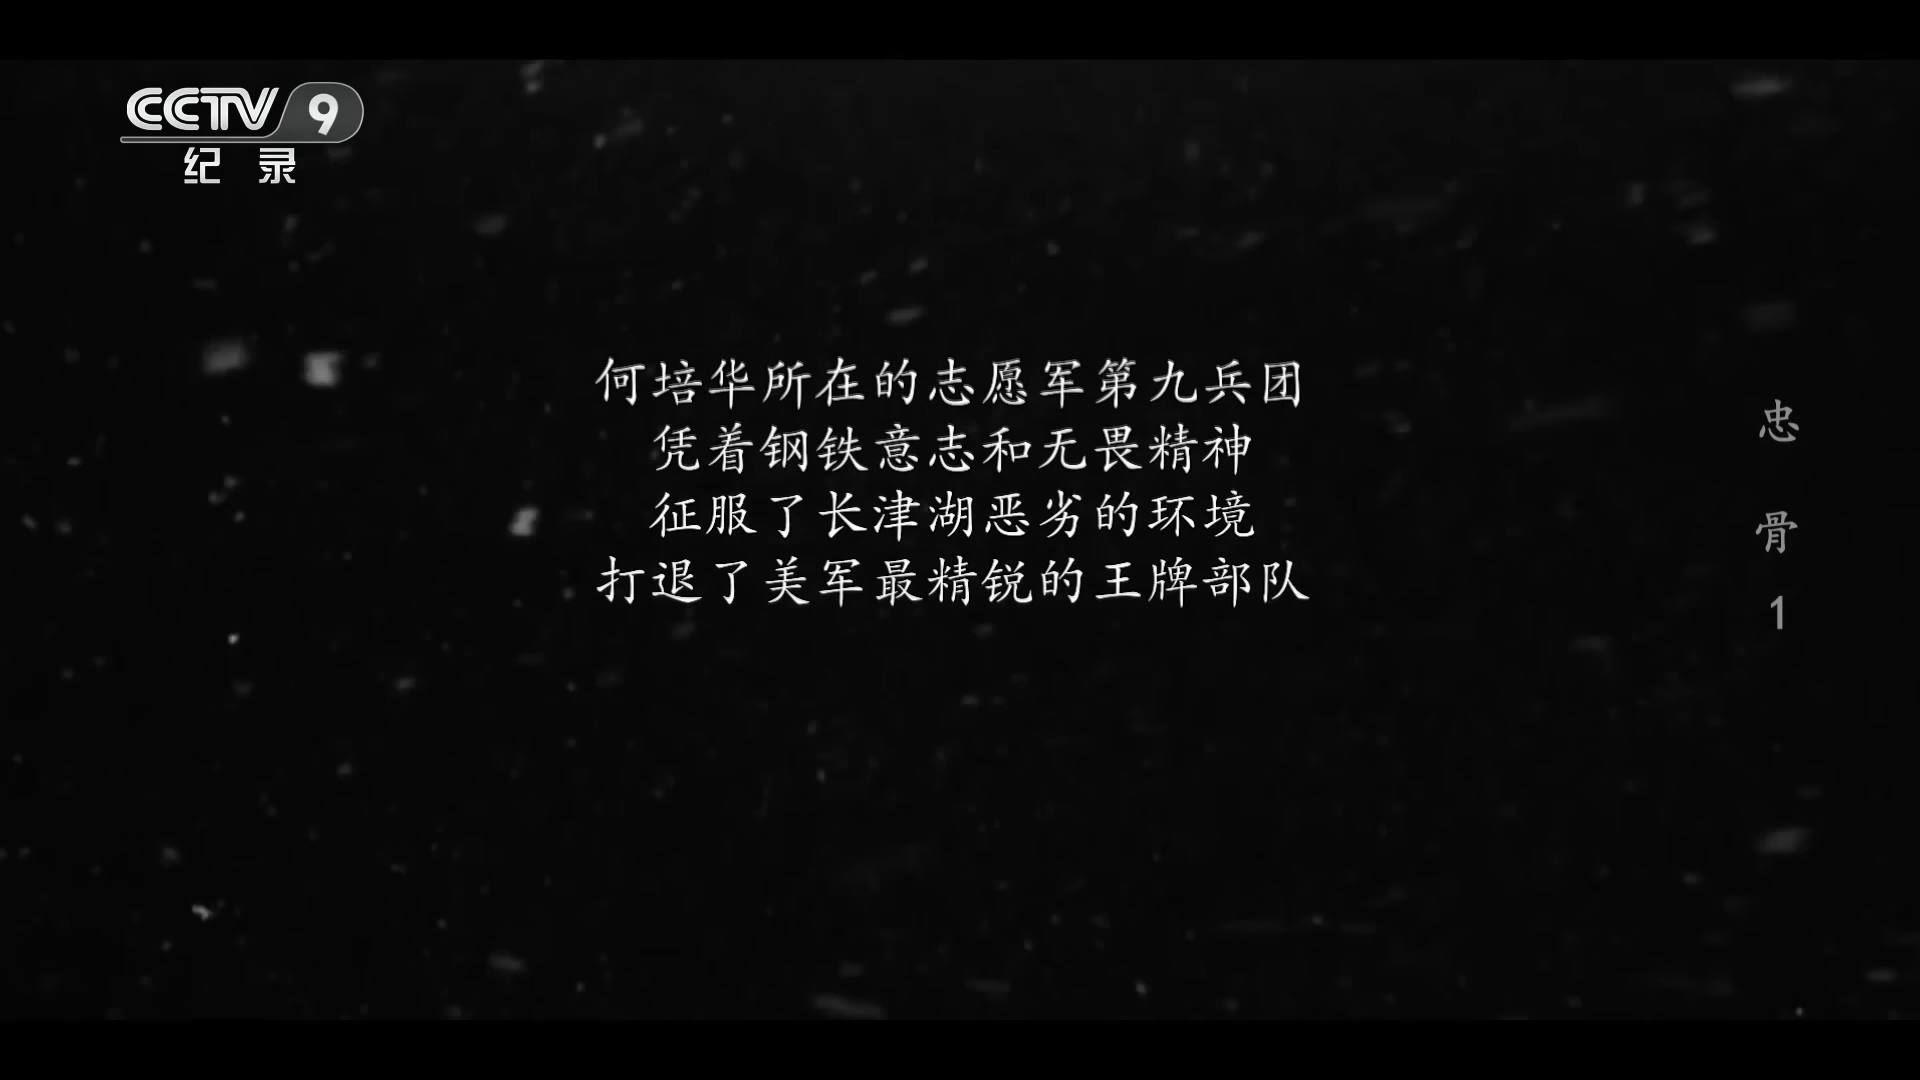 CCTV 9
纪录
何培华所在的志愿军第九兵团
凭着钢铁意志和无畏精神
征服了长津湖恶劣的环境
打退了美军最精锐的王牌部队
忠骨1